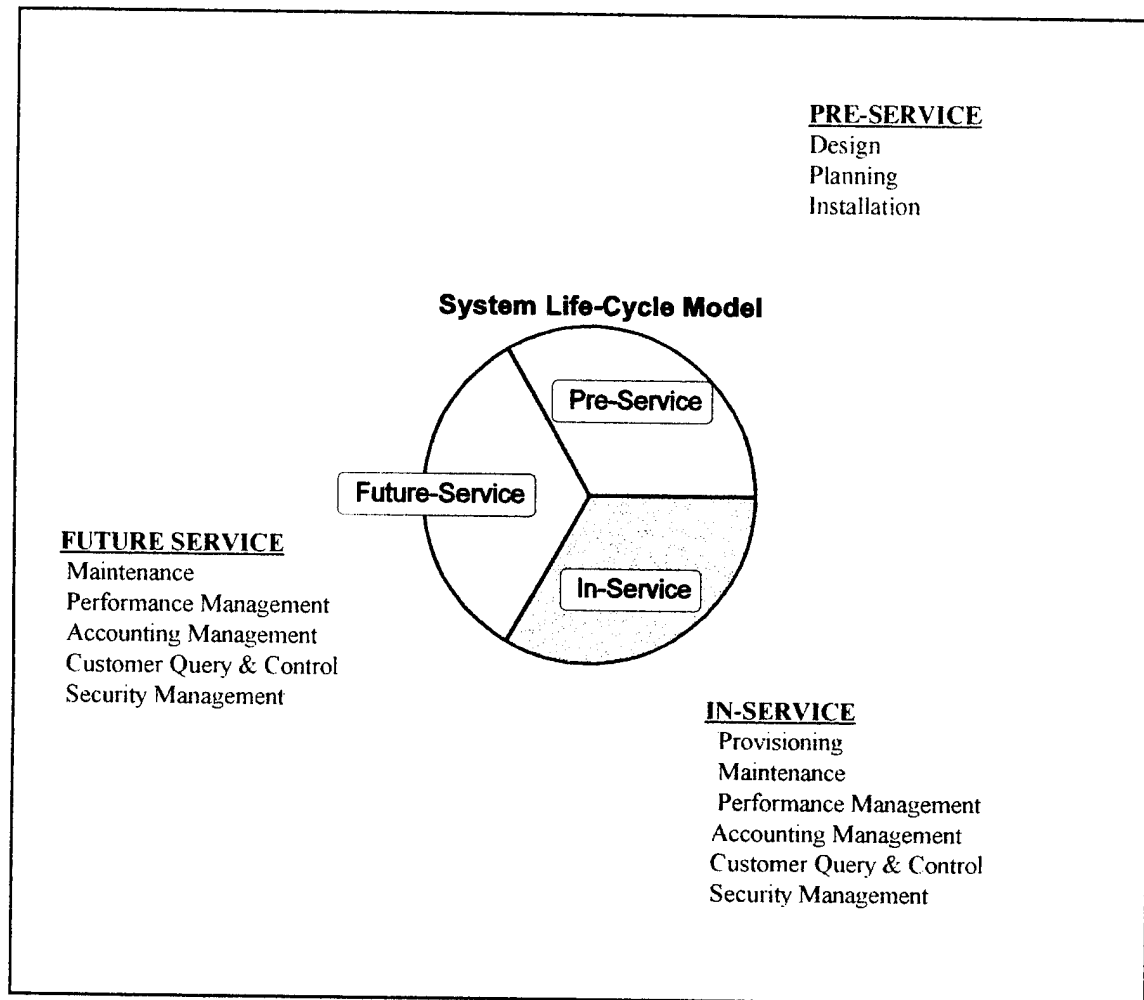 PRE-SERVICE
Design
Planning
Installation
System Life-Cycle Model
Pre-Service
Future-Service
In-Service
FUTURE SERVICE
Maintenance
Performance Management
Accounting Management
Customer Query & Control
Security Management
IN-SERVICE
Provisioning
Maintenance
Performance Management
Accounting Management
Customer Query & Control
Security Management